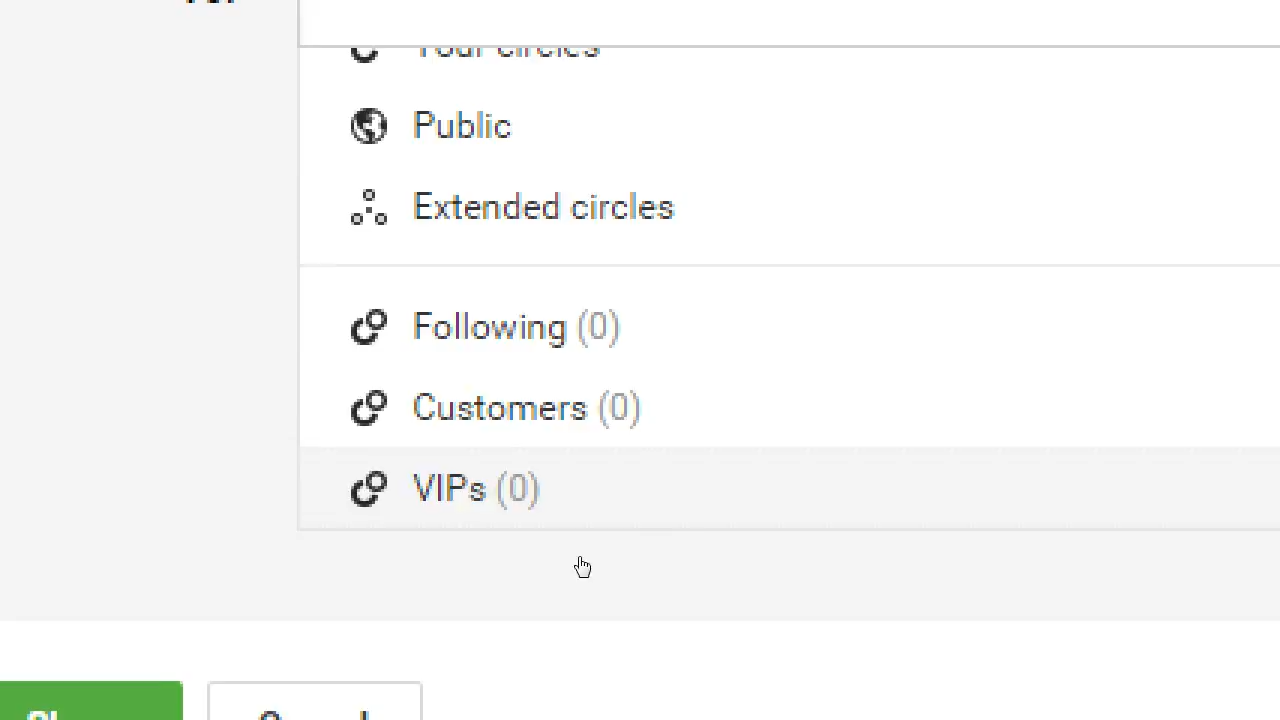 Your circles
Public
Extended circles
Following (0)
Customers (0)
VIPs (0)